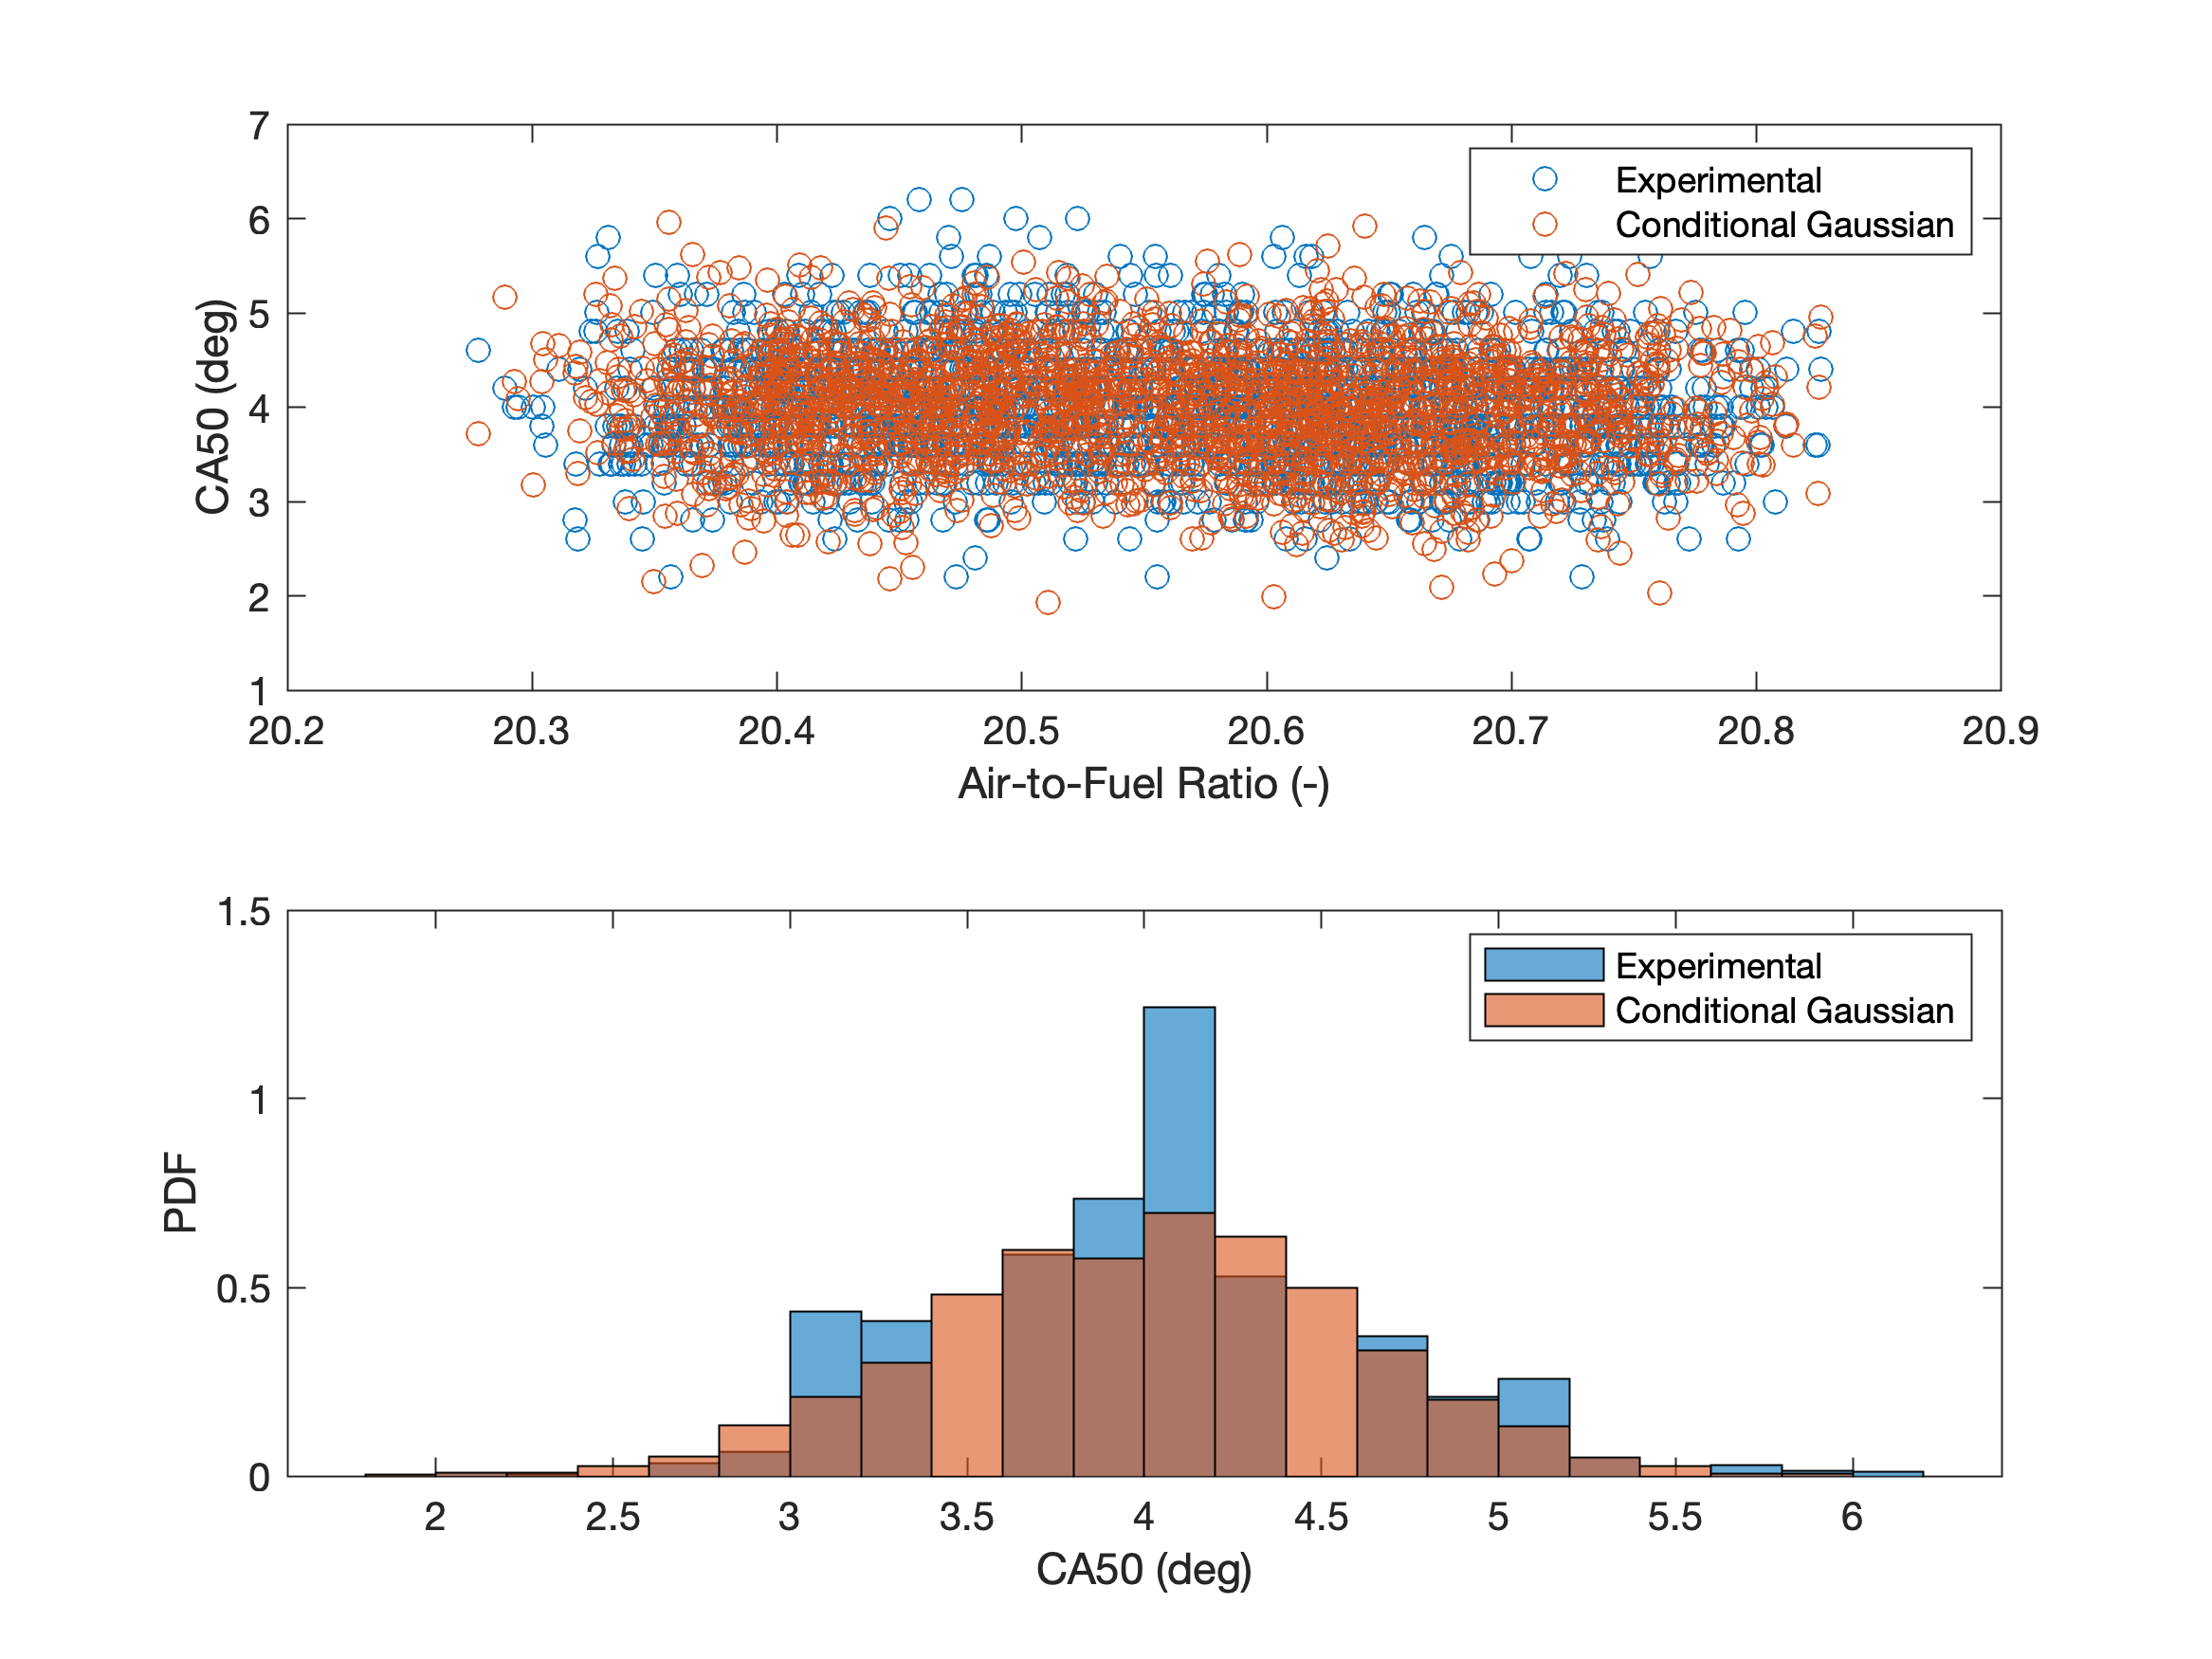 7
6
5
4
3
2
1
CA50 (deg)
Experimental
Conditional Gaussian
20.2 20.3 20.4 20.5 20.6 20.7 20.8 20.9
Air-to-Fuel Ratio (-)
1.5
1
0.5
0
PDF
Experimental
Conditional Gaussian
2 2.5 3 3.5 4 4.5 5 5.5 6
CA50 (deg)